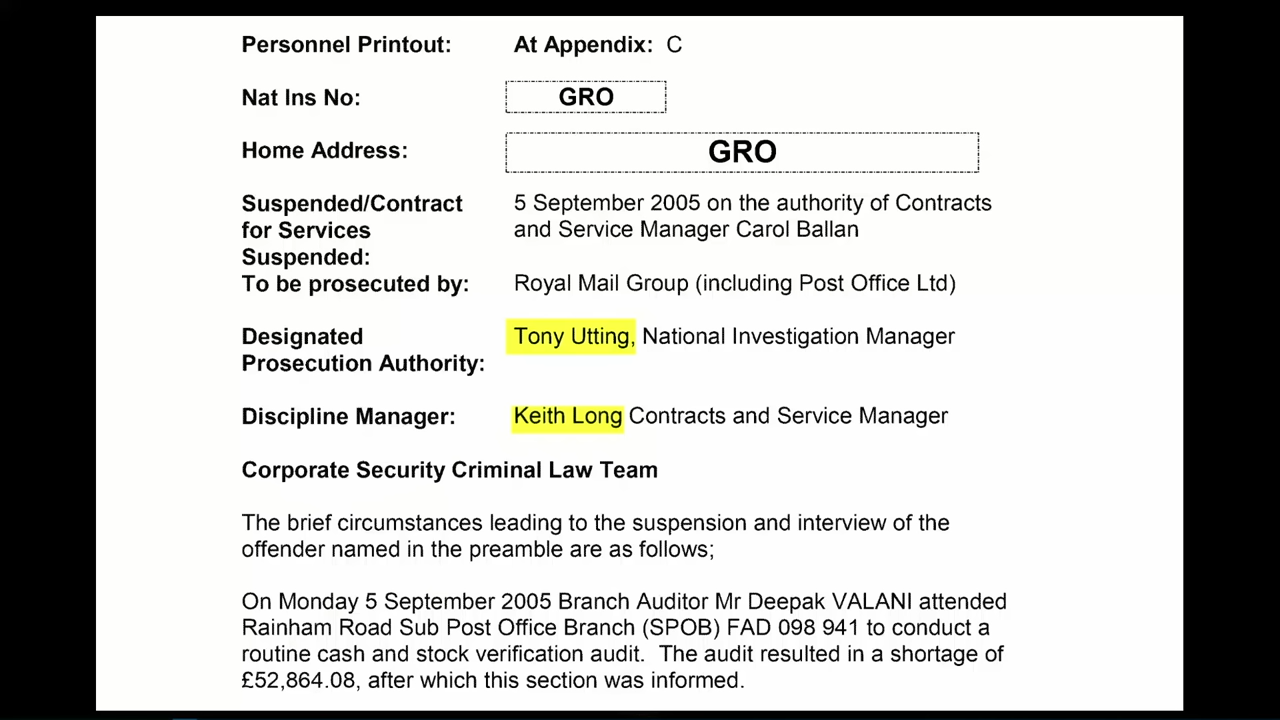 Personnel Printout: At Appendix: C
Nat Ins No: GRO
Home Address: GRO
Suspended/Contract 5 September 2005 on the authority of Contracts
for Services and Service Manager Carol Ballan
Suspended:
To be prosecuted by: Royal Mail Group (including Post Office Ltd)
Designated Tony Utting, National Investigation Manager
Prosecution Authority:
Discipline Manager: Keith Long Contracts and Service Manager
Corporate Security Criminal Law Team
The brief circumstances leading to the suspension and interview of the
offender named in the preamble are as follows;
On Monday 5 September 2005 Branch Auditor Mr Deepak VALANI attended
Rainham Road Sub Post Office Branch (SPOB) FAD 098 941 to conduct a
routine cash and stock verification audit. The audit resulted in a shortage of
£52,864.08, after which this section was informed.